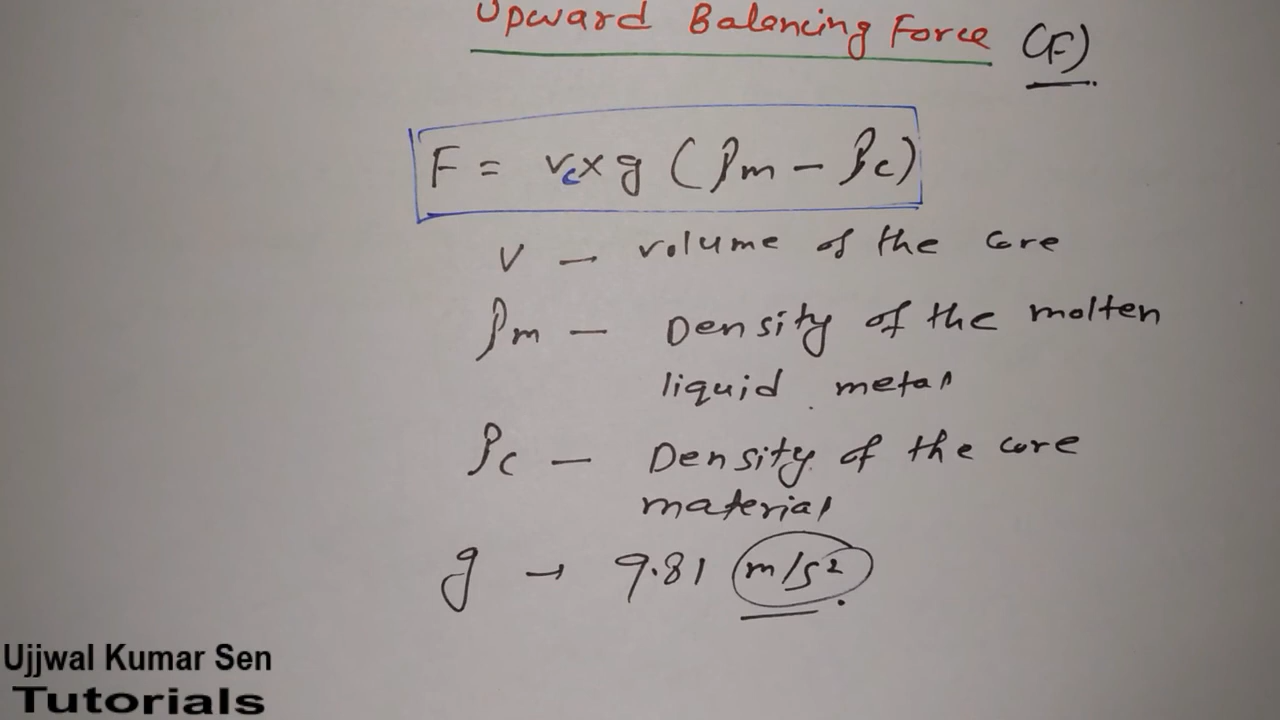 Upward Balancing Force (F)
F = Vc x g (ρm - ρc)
V - volume of the core
ρm - Density of the molten
liquid metal
ρc - Density of the core
material
g → 9.81 m/s²
Ujjwal Kumar Sen
Tutorials